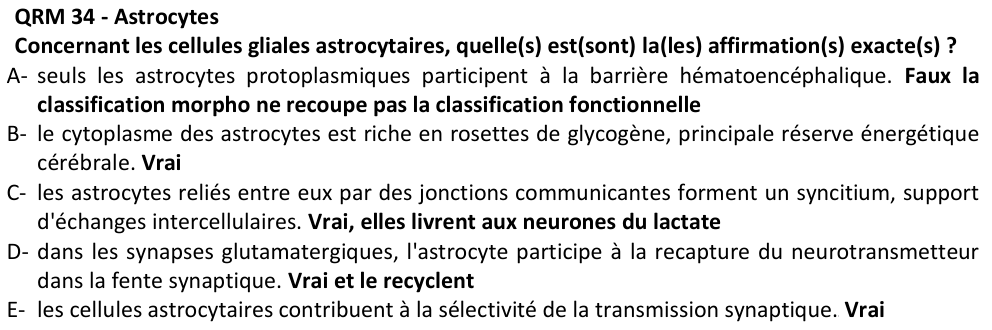 QRM 34 - Astrocytes
Concernant les cellules gliales astrocytaires, quelle(s) est(sont) la(les) affirmation(s) exacte(s) ?
A- seuls les astrocytes protoplasmiques participent à la barrière hématoencéphalique. Faux la
classification morpho ne recoupe pas la classification fonctionnelle
B- le cytoplasme des astrocytes est riche en rosettes de glycogène, principale réserve énergétique
cérébrale. Vrai
C- les astrocytes reliés entre eux par des jonctions communicantes forment un syncitium, support
d'échanges intercellulaires. Vrai, elles livrent aux neurones du lactate
D- dans les synapses glutamatergiques, l'astrocyte participe à la recapture du neurotransmetteur
dans la fente synaptique. Vrai et le recyclent
E- les cellules astrocytaires contribuent à la sélectivité de la transmission synaptique. Vrai